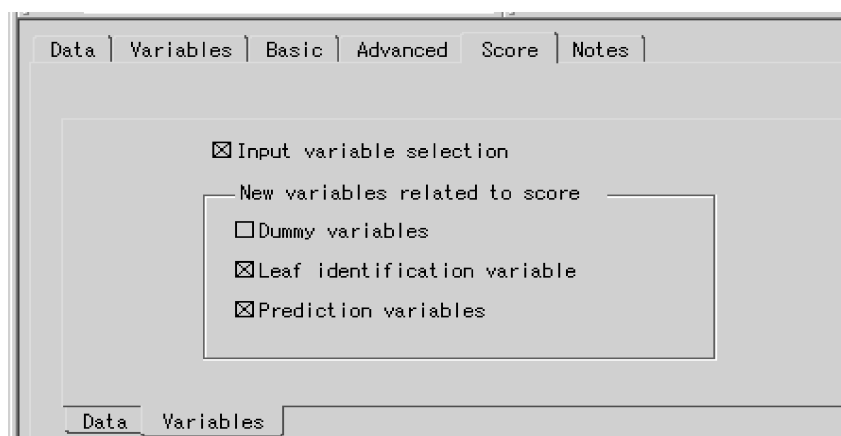 Data Variables Basic Advanced Score Notes
Input variable selection
New variables related to score
Dummy variables
Leaf identification variable
Prediction variables
Data Variables